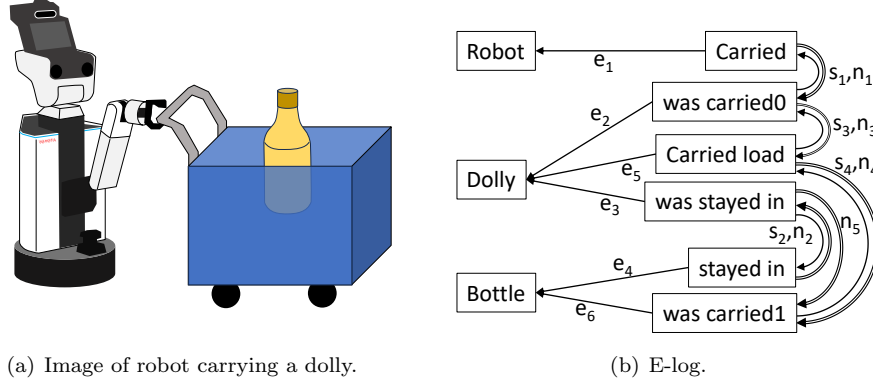 Robot
Carried
e1
s1,n1
was carried0
e2
s3,n3
Carried load
s4,n4
Dolly
e5
was stayed in
e3
s2,n2
n5
stayed in
e4
Bottle
was carried1
e6
(a) Image of robot carrying a dolly.
(b) E-log.